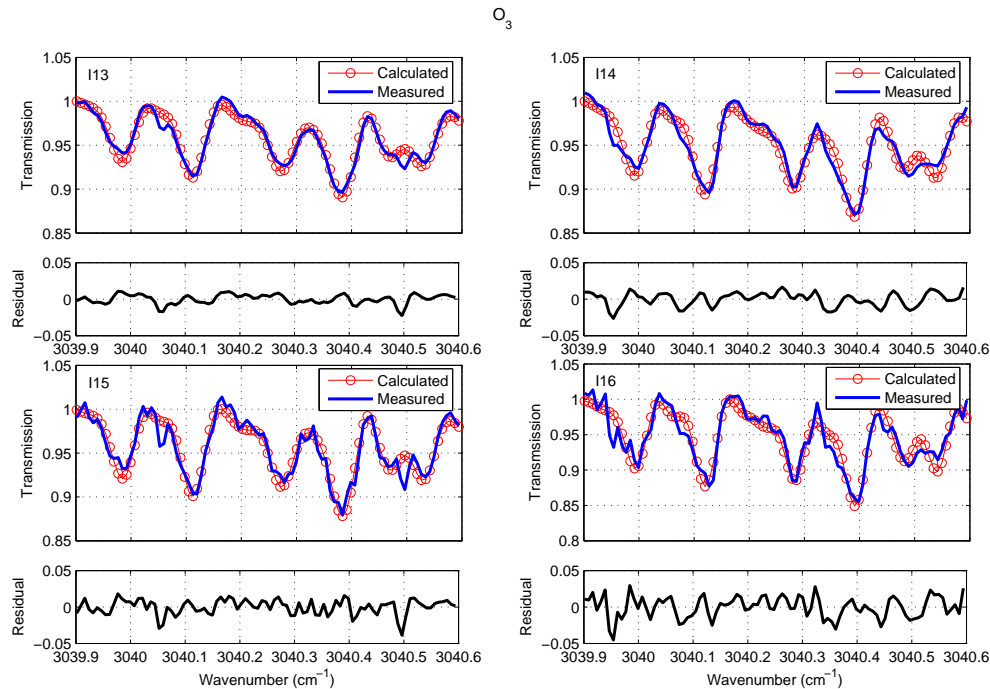 O3
I13
Calculated
Measured
Transmission
1.05
1
0.95
0.9
0.85
Residual
0.05
0
−0.05
3039.9 3040 3040.1 3040.2 3040.3 3040.4 3040.5 3040.6
I14
Calculated
Measured
Transmission
1.05
1
0.95
0.9
0.85
Residual
0.05
0
−0.05
3039.9 3040 3040.1 3040.2 3040.3 3040.4 3040.5 3040.6
I15
Calculated
Measured
Transmission
1.05
1
0.95
0.9
0.85
Residual
0.05
0
−0.05
3039.9 3040 3040.1 3040.2 3040.3 3040.4 3040.5 3040.6
Wavenumber (cm−1)
I16
Calculated
Measured
Transmission
1.05
1
0.95
0.9
0.85
0.8
Residual
0.05
0
−0.05
3039.9 3040 3040.1 3040.2 3040.3 3040.4 3040.5 3040.6
Wavenumber (cm−1)